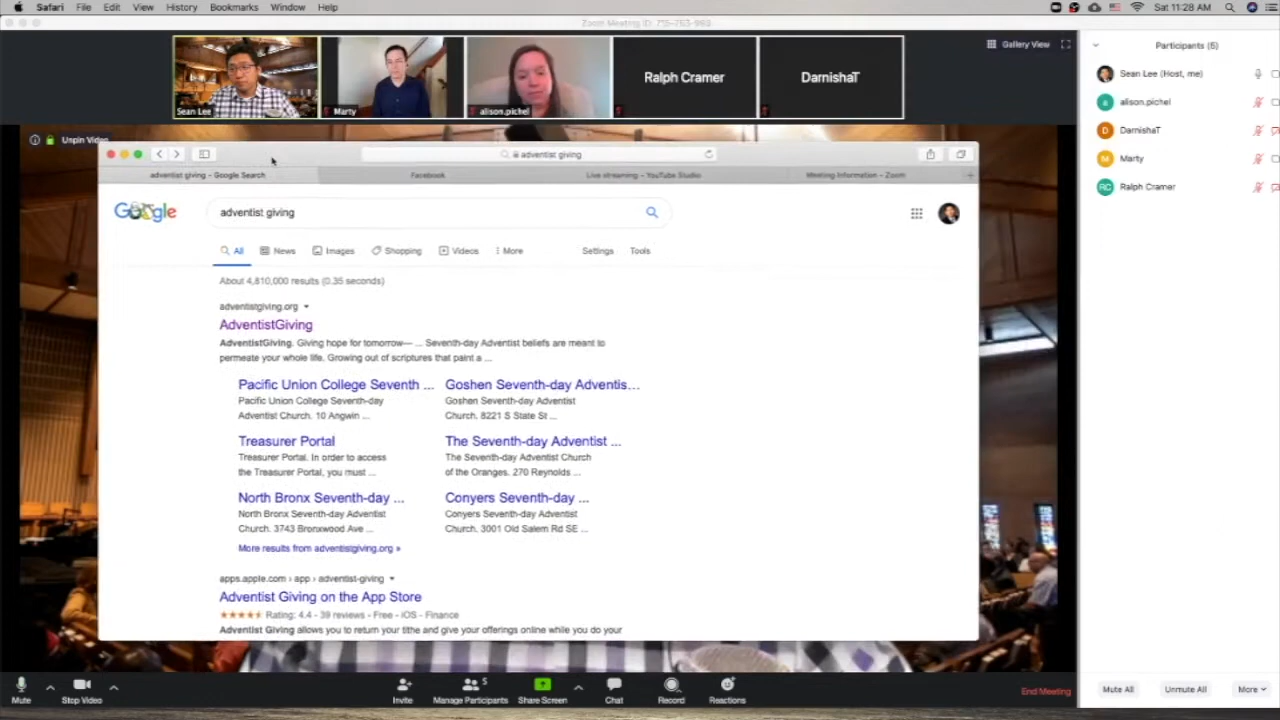 Safari File Edit View History Bookmarks Window Help Sat 11:28 AM
Gallery View
Participants (5)
Sean Lee
Marty
alison.pichel
Ralph Cramer
DarnishaT
Sean Lee (Host, me)
a alison.pichel
D DarnishaT
M Marty
RC Ralph Cramer
Unpin Video
adventist giving
adventist giving - Google Search Facebook Live streaming - YouTube Studio Meeting Information - Zoom
Google adventist giving
All News Images Shopping Videos More Settings Tools
About 4,810,000 results (0.35 seconds)
adventistgiving.org
AdventistGiving
AdventistGiving. Giving hope for tomorrow— ... Seventh-day Adventist beliefs are meant to
permeate your whole life. Growing out of scriptures that paint a ...
Pacific Union College Seventh ...
Pacific Union College Seventh-day
Adventist Church. 10 Angwin ...
Goshen Seventh-day Adventis...
Goshen Seventh-day Adventist
Church. 8221 S State St ...
Treasurer Portal
Treasurer Portal. In order to access
the Treasurer Portal, you must ...
The Seventh-day Adventist ...
The Seventh-day Adventist Church
of the Oranges. 270 Reynolds ...
North Bronx Seventh-day ...
North Bronx Seventh-day Adventist
Church. 3743 Bronxwood Ave ...
Conyers Seventh-day ...
Conyers Seventh-day Adventist
Church. 3001 Old Salem Rd SE ...
More results from adventistgiving.org »
apps.apple.com › app › adventist-giving
Adventist Giving on the App Store
Rating: 4.4 - 39 reviews - Free - iOS - Finance
Adventist Giving allows you to return your tithe and give your offerings online while you do your
Mute Stop Video Invite Manage Participants 5 Share Screen Chat Record Reactions End Meeting
Mute All Unmute All More